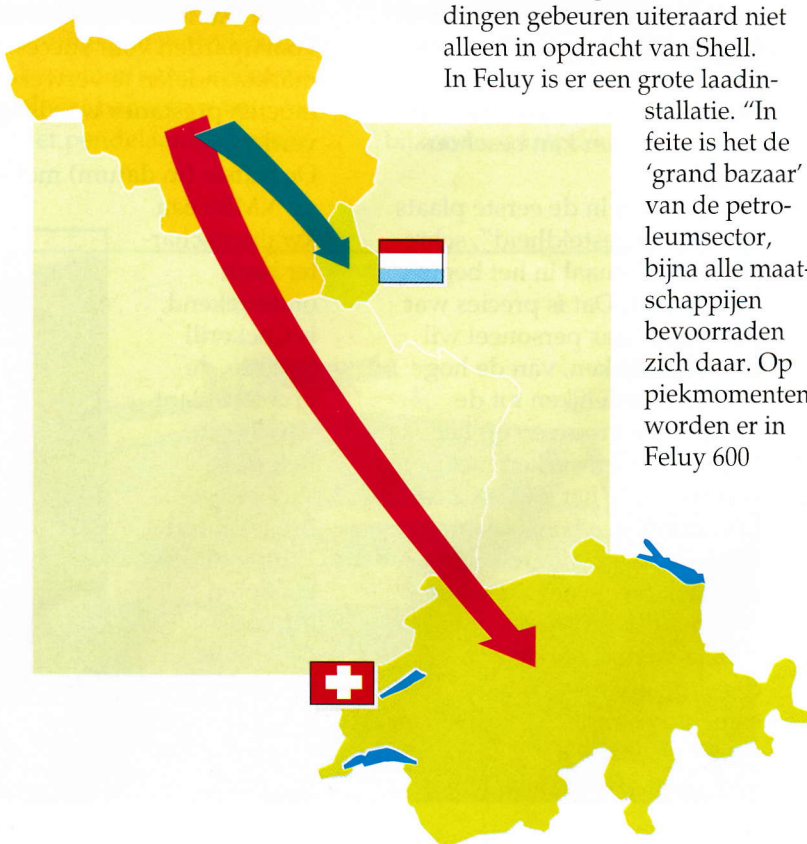 dingen gebeuren uiteraard niet
alleen in opdracht van Shell.
In Feluy is er een grote laadin-
stallatie. “In
feite is het de
‘grand bazaar’
van de petro-
leumsector,
bijna alle maat-
schappijen
bevoorraden
zich daar. Op
piekmomenten
worden er in
Feluy 600